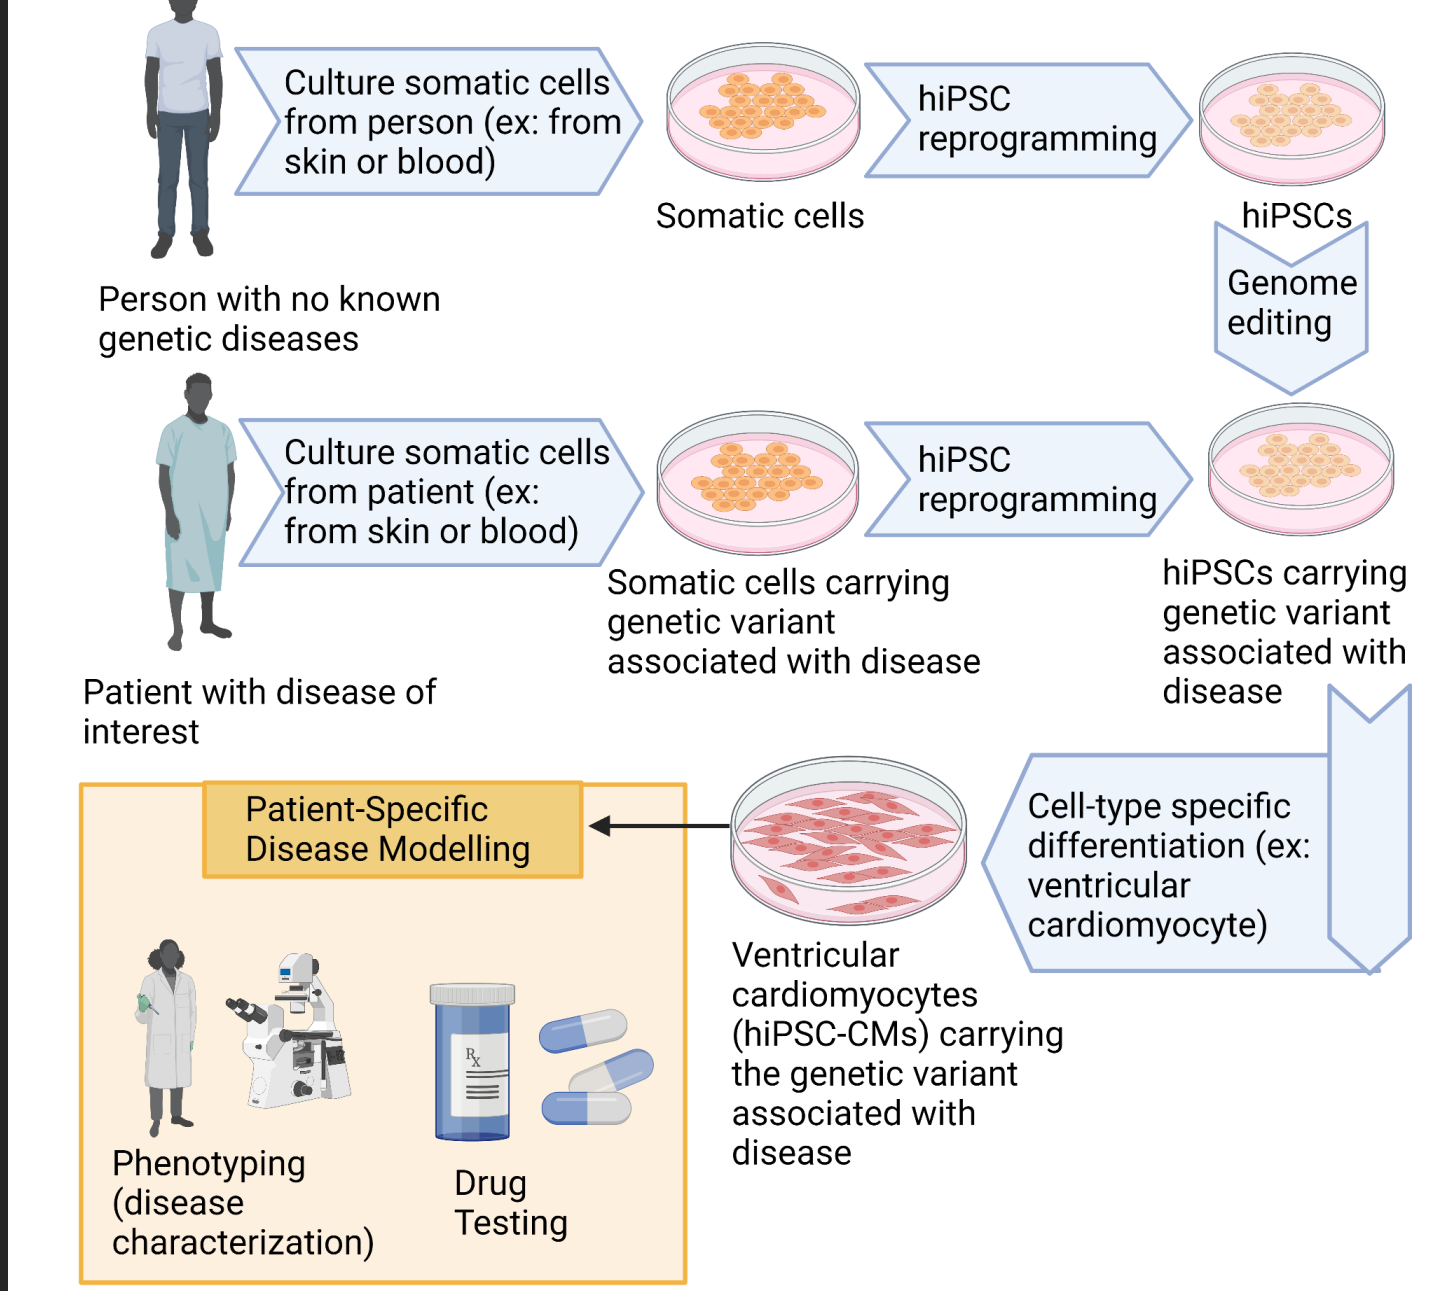 Culture somatic cells
from person (ex: from
skin or blood)
hiPSC
reprogramming
Somatic cells
hiPSCs
Person with no known
genetic diseases
Genome
editing
Culture somatic cells
from patient (ex:
from skin or blood)
hiPSC
reprogramming
Somatic cells carrying
genetic variant
associated with disease
hiPSCs carrying
genetic variant
associated with
disease
Patient with disease of
interest
Cell-type specific
differentiation (ex:
ventricular
cardiomyocyte)
Ventricular
cardiomyocytes
(hiPSC-CMs) carrying
the genetic variant
associated with
disease
Patient-Specific
Disease Modelling
Rx
Phenotyping
(disease
characterization)
Drug
Testing